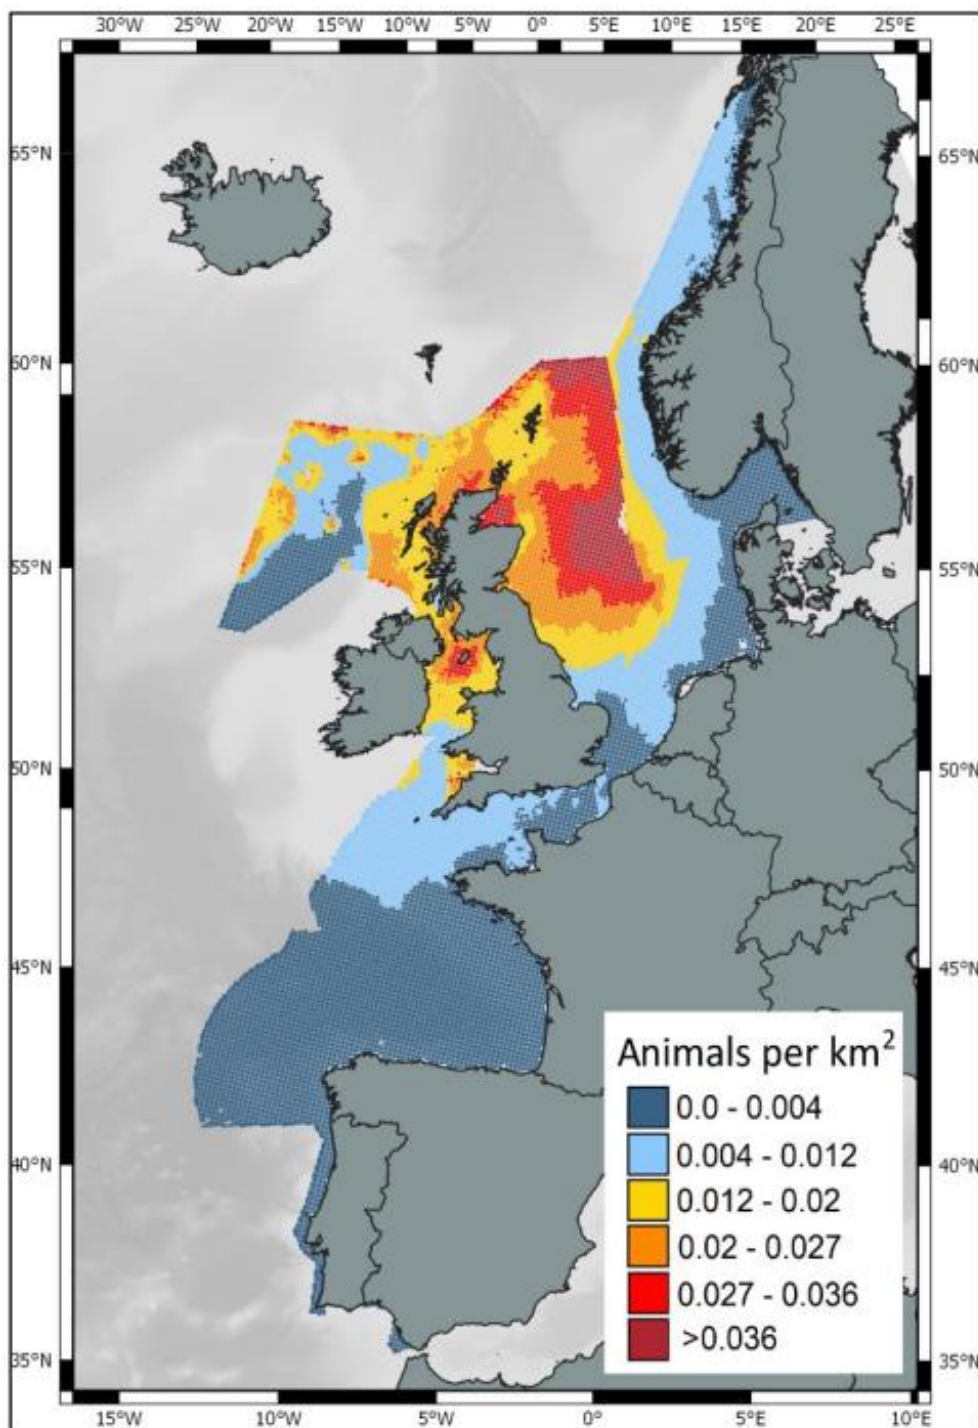 30°W 25°W 20°W 15°W 10°W 5°W 0° 5°E 10°E 15°E 20°E 25°E
65°N 65°N
60°N 60°N
55°N 55°N
50°N 50°N
45°N 45°N
Animals per km²
0.0 - 0.004
0.004 - 0.012
40°N 40°N
0.012 - 0.02
0.02 - 0.027
0.027 - 0.036
>0.036
35°N 35°N
15°W 10°W 5°W 0° 5°E 10°E